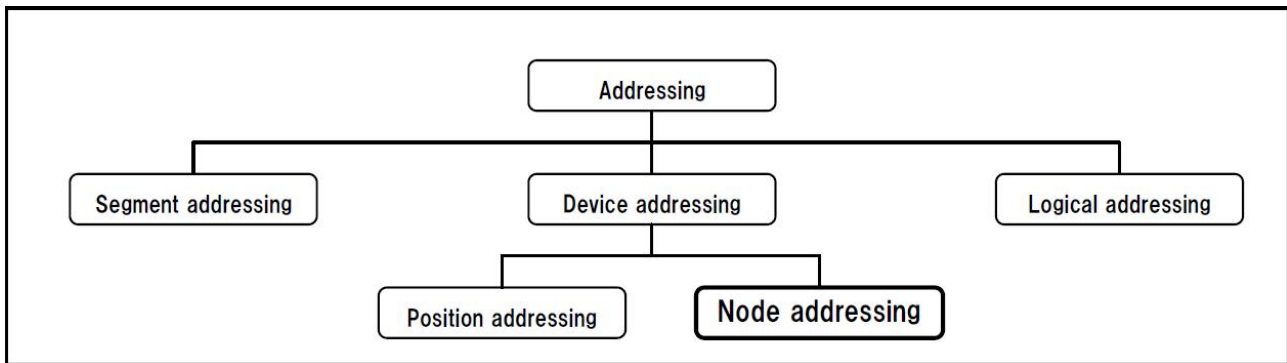 Addressing
Segment addressing
Device addressing
Logical addressing
Position addressing
Node addressing